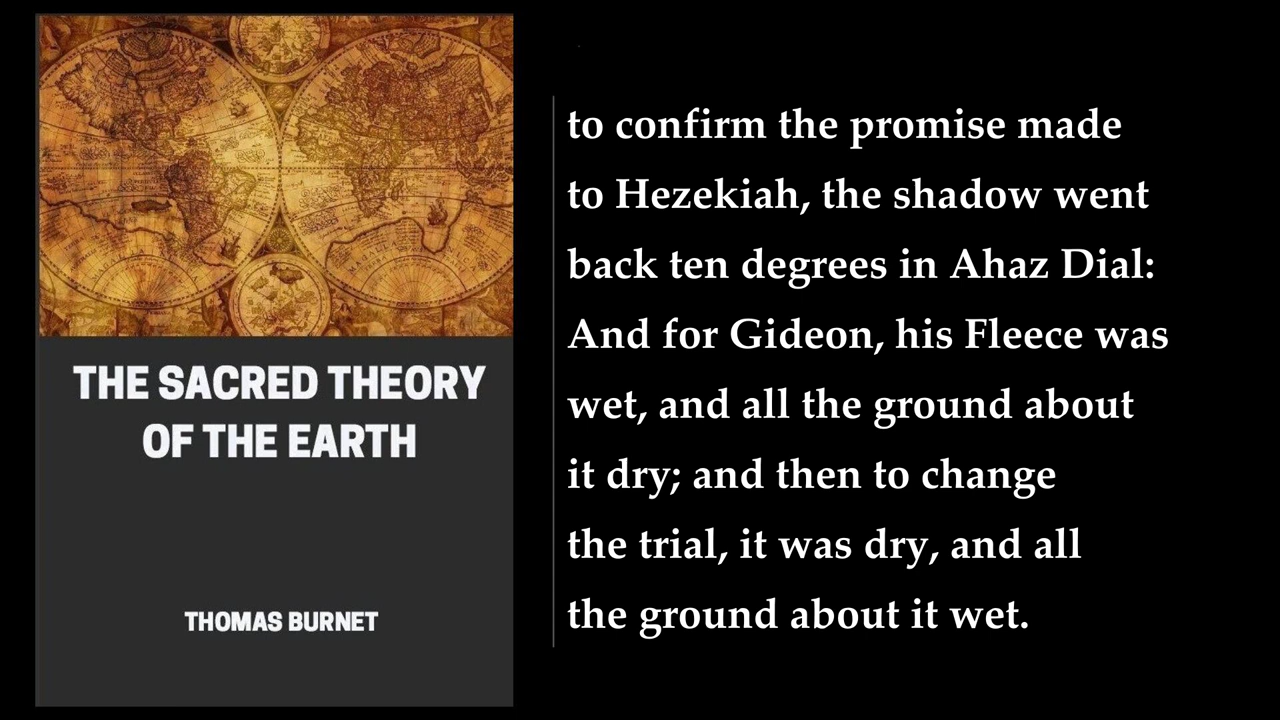 THE SACRED THEORY
OF THE EARTH
THOMAS BURNET
to confirm the promise made
to Hezekiah, the shadow went
back ten degrees in Ahaz Dial:
And for Gideon, his Fleece was
wet, and all the ground about
it dry; and then to change
the trial, it was dry, and all
the ground about it wet.